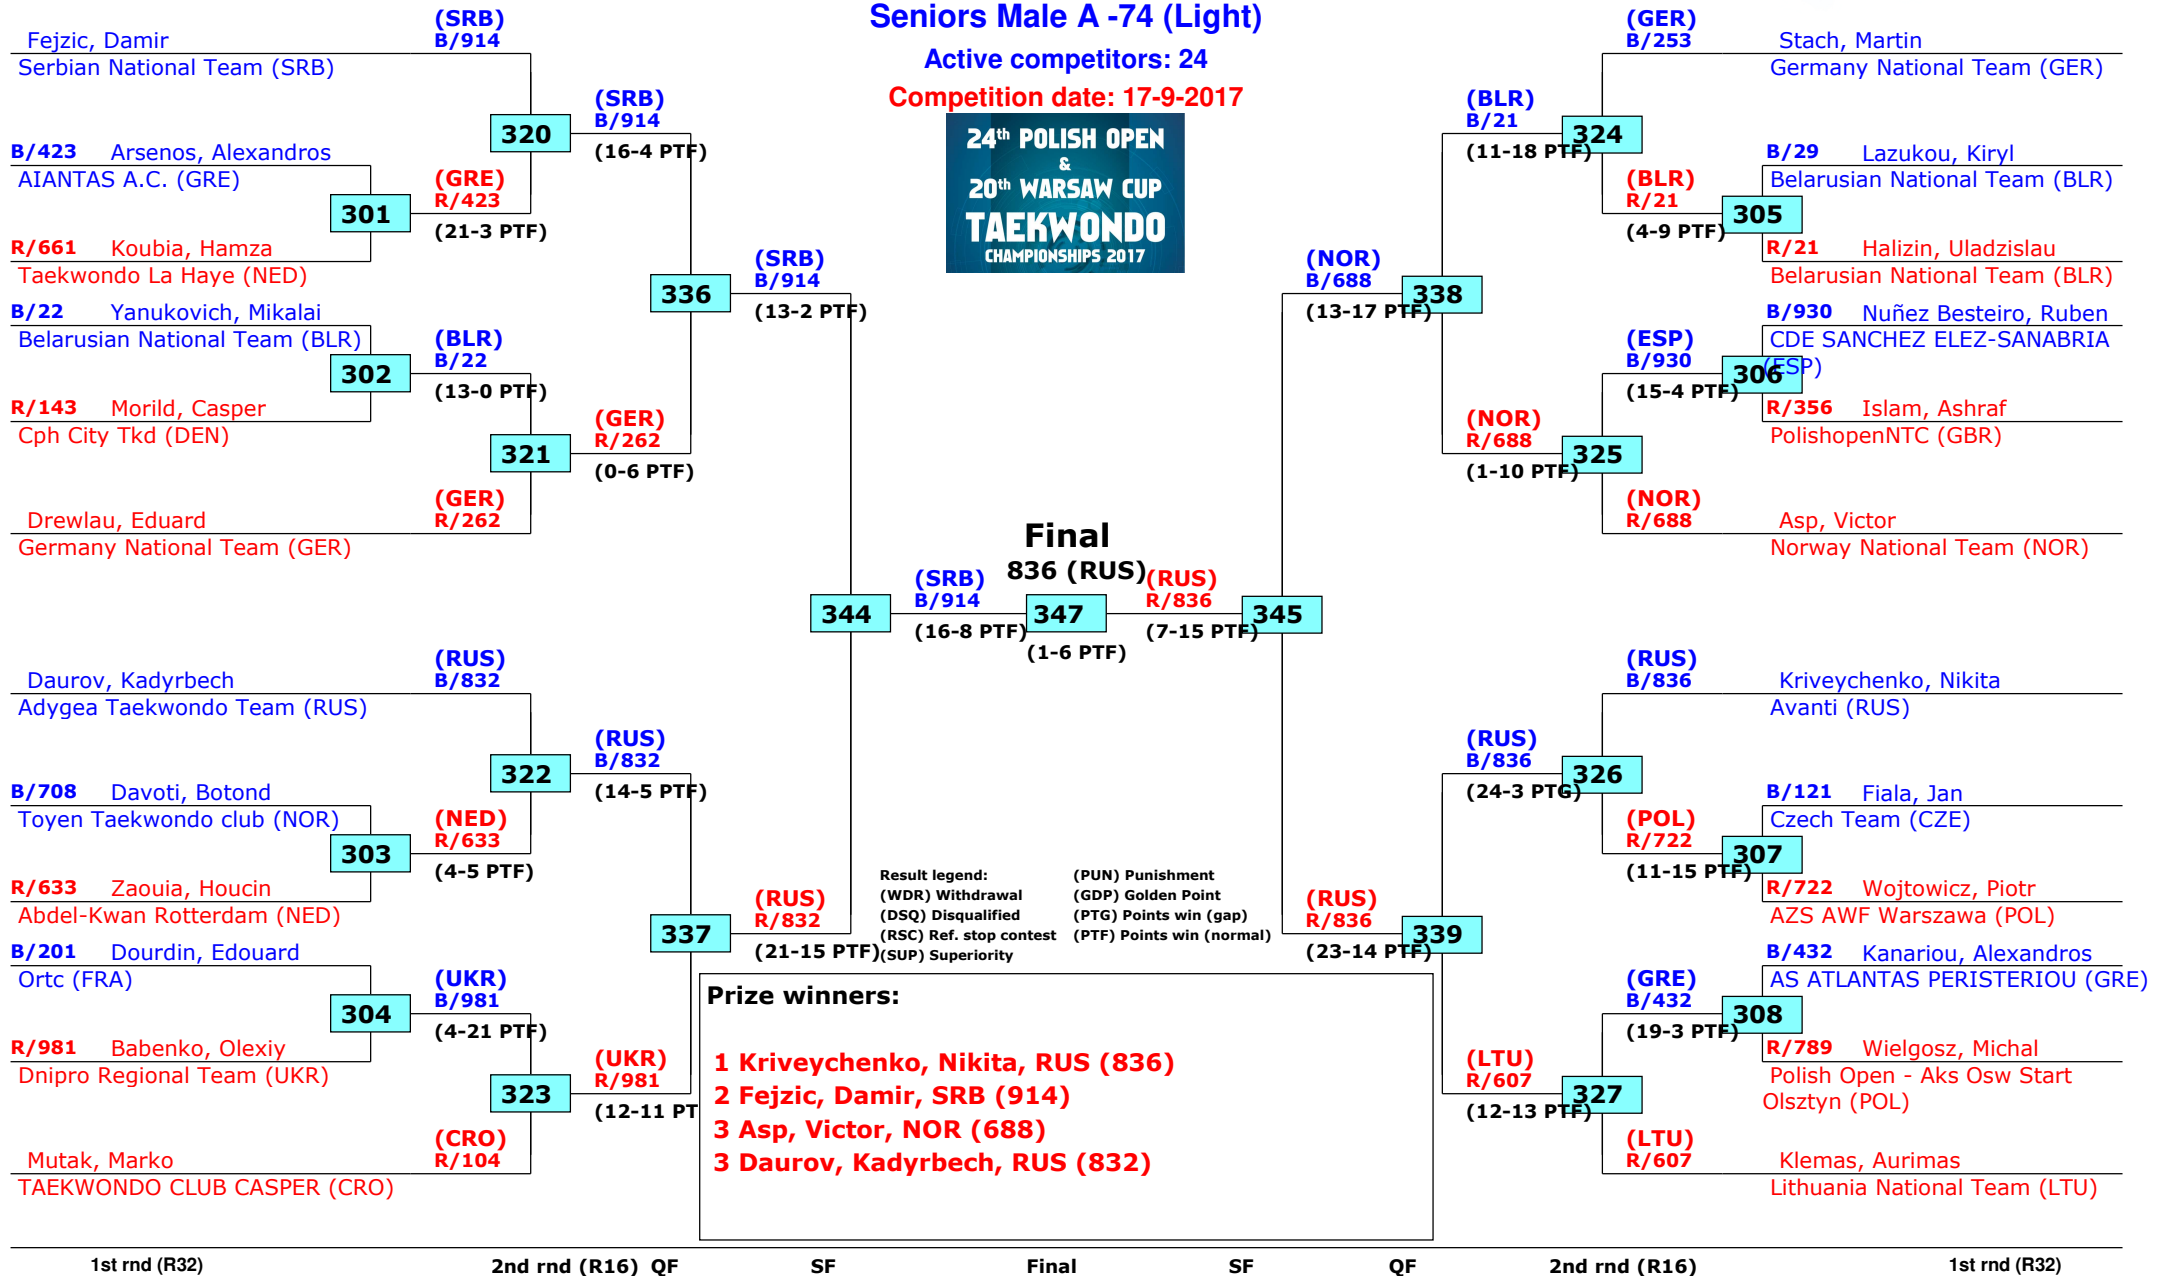 Seniors Male A -74 (Light)
Active competitors: 24
Competition date: 17-9-2017
24th POLISH OPEN
&
20th WARSAW CUP
TAEKWONDO
CHAMPIONSHIPS 2017
Fejzic, Damir
Serbian National Team (SRB)
(SRB)
B/914
B/423 Arsenos, Alexandros
AIANTAS A.C. (GRE)
301
R/661 Koubia, Hamza
Taekwondo La Haye (NED)
(GRE)
R/423
(21-3 PTF)
320
(SRB)
B/914
(16-4 PTF)
B/22 Yanukovich, Mikalai
Belarusian National Team (BLR)
302
R/143 Morild, Casper
Cph City Tkd (DEN)
(BLR)
B/22
(13-0 PTF)
321
(GER)
R/262
(0-6 PTF)
Drewlau, Eduard
Germany National Team (GER)
(GER)
R/262
336
(SRB)
B/914
(13-2 PTF)
Daurov, Kadyrbech
Adygea Taekwondo Team (RUS)
(RUS)
B/832
B/708 Davoti, Botond
Toyen Taekwondo club (NOR)
303
R/633 Zaouia, Houcin
Abdel-Kwan Rotterdam (NED)
(NED)
R/633
(4-5 PTF)
322
(RUS)
B/832
(14-5 PTF)
B/201 Dourdin, Edouard
Ortc (FRA)
304
R/981 Babenko, Olexiy
Dnipro Regional Team (UKR)
(UKR)
B/981
(4-21 PTF)
323
(UKR)
R/981
(12-11 PT
Mutak, Marko
TAEKWONDO CLUB CASPER (CRO)
(CRO)
R/104
337
(RUS)
R/832
(21-15 PTF)
344
(SRB)
B/914
(16-8 PTF)
Final
836 (RUS)
347
(1-6 PTF)
(RUS)
R/836
(7-15 PTF)
345
(NOR)
B/688
(13-17 PTF)
338
(BLR)
B/21
(11-18 PTF)
324
(GER)
B/253
Stach, Martin
Germany National Team (GER)
(BLR)
R/21
(4-9 PTF)
305
B/29 Lazukou, Kiryl
Belarusian National Team (BLR)
R/21 Halizin, Uladzislau
Belarusian National Team (BLR)
(NOR)
R/688
(1-10 PTF)
325
(ESP)
B/930
(15-4 PTF)
306
B/930 Nuñez Besteiro, Ruben
CDE SANCHEZ ELEZ-SANABRIA
(ESP)
R/356 Islam, Ashraf
PolishopenNTC (GBR)
(NOR)
R/688
Asp, Victor
Norway National Team (NOR)
(RUS)
R/836
(23-14 PTF)
339
(RUS)
B/836
(24-3 PTG)
326
(RUS)
B/836
Kriveychenko, Nikita
Avanti (RUS)
(POL)
R/722
(11-15 PTF)
307
B/121 Fiala, Jan
Czech Team (CZE)
R/722 Wojtowicz, Piotr
AZS AWF Warszawa (POL)
(LTU)
R/607
(12-13 PTF)
327
(GRE)
B/432
(19-3 PTF)
308
B/432 Kanariou, Alexandros
AS ATLANTAS PERISTERIOU (GRE)
R/789 Wielgosz, Michal
Polish Open - Aks Osw Start
Olsztyn (POL)
(LTU)
R/607
Klemas, Aurimas
Lithuania National Team (LTU)
Result legend:
(WDR) Withdrawal
(DSQ) Disqualified
(RSC) Ref. stop contest
(SUP) Superiority
(PUN) Punishment
(GDP) Golden Point
(PTG) Points win (gap)
(PTF) Points win (normal)
Prize winners:
1 Kriveychenko, Nikita, RUS (836)
2 Fejzic, Damir, SRB (914)
3 Asp, Victor, NOR (688)
3 Daurov, Kadyrbech, RUS (832)
1st rnd (R32) 2nd rnd (R16) QF SF Final SF QF 2nd rnd (R16) 1st rnd (R32)